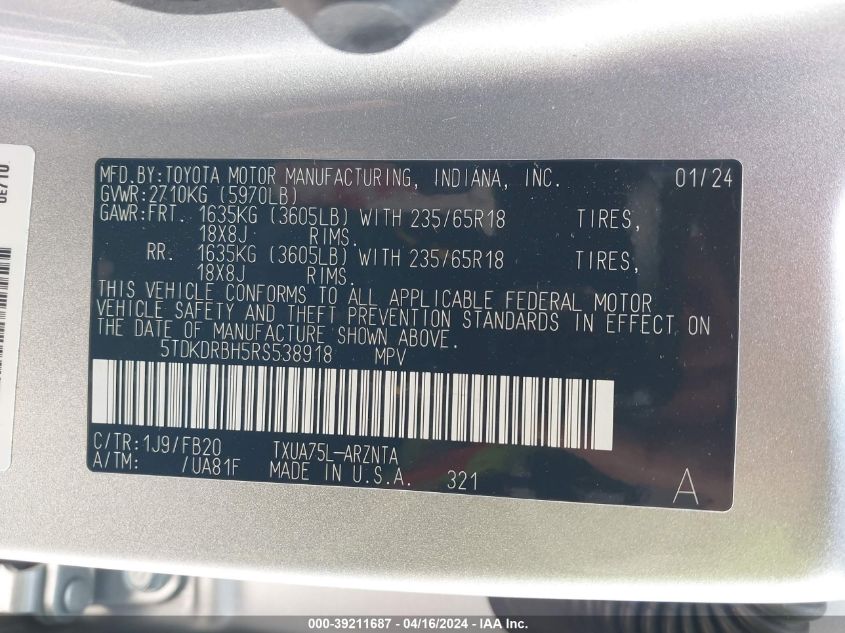 MFD.BY:TOYOTA MOTOR MANUFACTURING, INDIANA, INC. 01/24
GVWR:2710KG (5970LB)
GAWR:FRT. 1635KG (3605LB) WITH 235/65R18 TIRES,
18X8J RIMS.
RR. 1635KG (3605LB) WITH 235/65R18 TIRES,
18X8J RIMS.
THIS VEHICLE CONFORMS TO ALL APPLICABLE FEDERAL MOTOR
VEHICLE SAFETY AND THEFT PREVENTION STANDARDS IN EFFECT ON
THE DATE OF MANUFACTURE SHOWN ABOVE.
5TDKDRBH5RS538918 MPV
C/TR:1J9/FB20 TXUA75L-ARZNTA
A/TM: /UA81F MADE IN U.S.A. 321
A
000-39211687 - 04/16/2024 - IAA Inc.